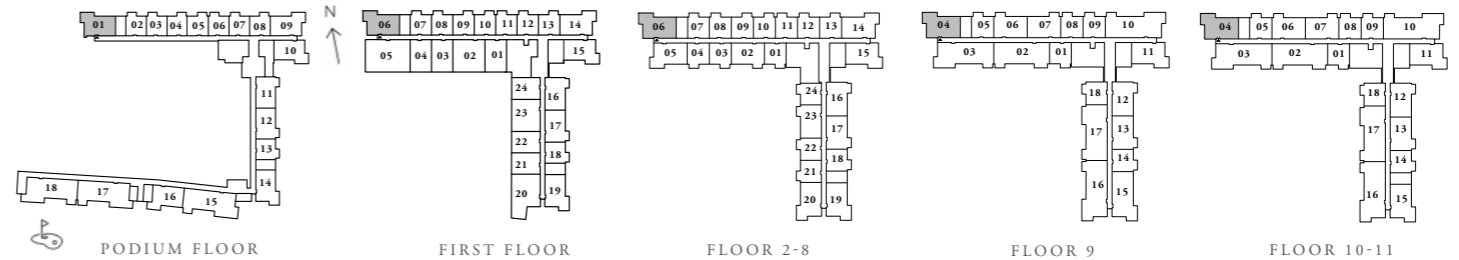 01 02 03 04 05 06 07 08 09
10
11
12
13
14
18 17 16 15
PODIUM FLOOR
N
06 07 08 09 10 11 12 13 14
05 04 03 02 01 15
24 16
23
17
22
18
21
20 19
FIRST FLOOR
06 07 08 09 10 11 12 13 14
05 04 03 02 01 15
24 16
23
17
22
18
21
20 19
FLOOR 2-8
04 05 06 07 08 09 10
03 02 01 11
18 12
17 13
14
16 15
FLOOR 9
04 05 06 07 08 09 10
03 02 01 11
18 12
17 13
14
16 15
FLOOR 10-11